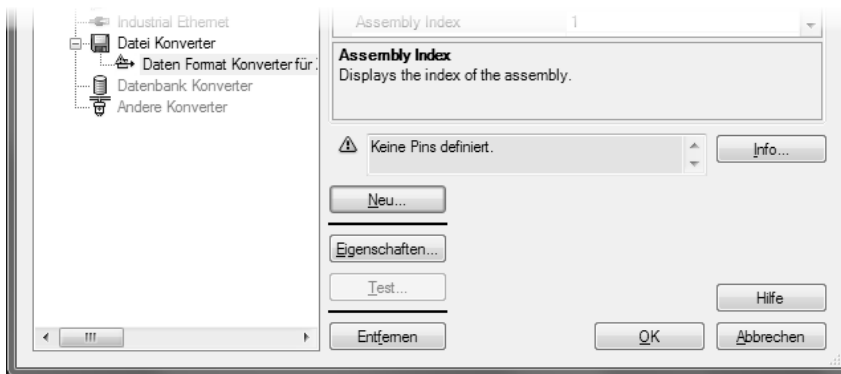 Industrial Ethernet
Datei Konverter
Daten Format Konverter für
Datenbank Konverter
Andere Konverter
Assembly Index 1
Assembly Index
Displays the index of the assembly.
Keine Pins definiert.
Info...
Neu...
Eigenschaften...
Test...
Hilfe
Entfernen
OK
Abbrechen